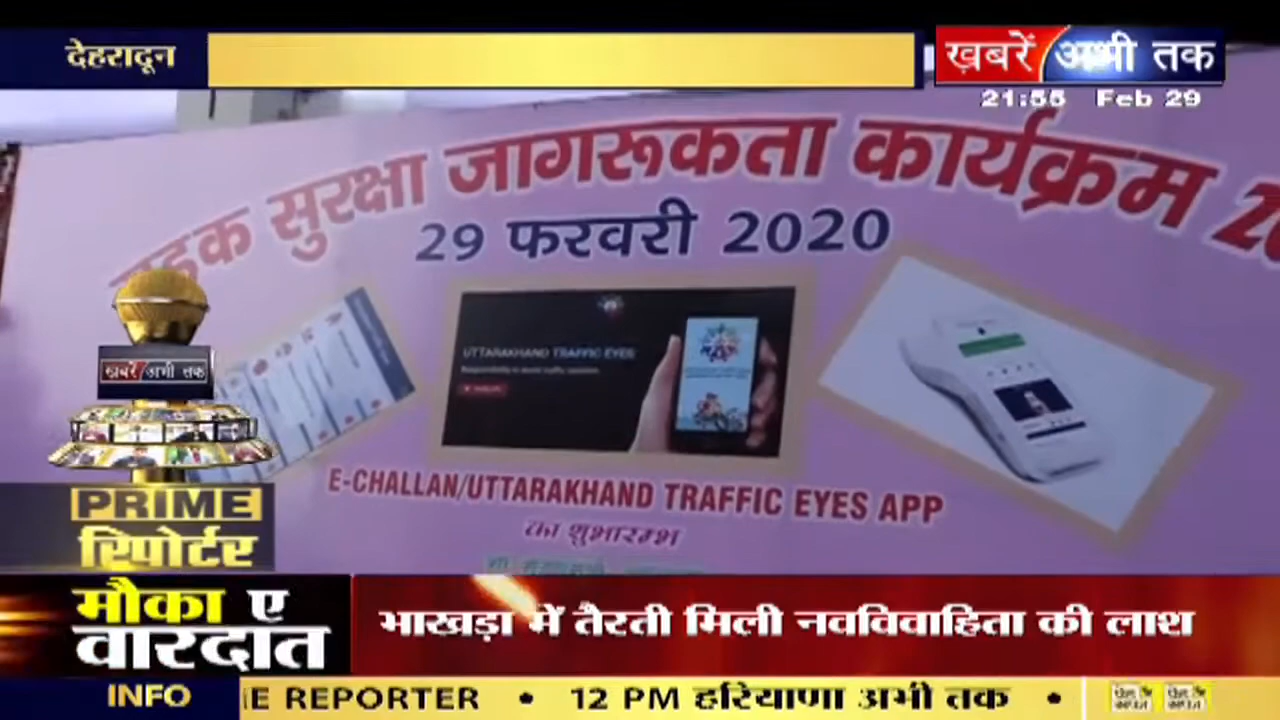 देहरादून
ख़बरें अभी तक
21:55 Feb 29
सड़क सुरक्षा जागरूकता कार्यक्रम
29 फरवरी 2020
UTTARAKHAND TRAFFIC EYES
ख़बरें अभी तक
E-CHALLAN/UTTARAKHAND TRAFFIC EYES APP
का शुभारम्भ
PRIME
रिपोर्टर
मौका ए
वारदात
भाखड़ा में तैरती मिली नवविवाहिता की लाश
INFO
REPORTER • 12 PM हरियाणा अभी तक •